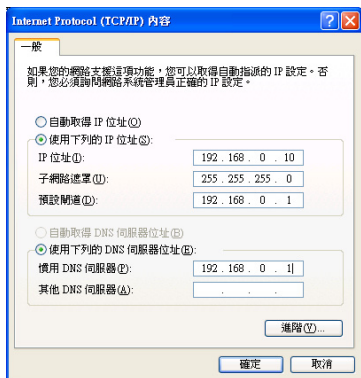 Internet Protocol (TCP/IP) 內容
一般
如果您的網路支援這項功能，您可以取得自動指派的 IP 設定。否
則，您必須詢問網路系統管理員正確的 IP 設定。
自動取得 IP 位址(O)
使用下列的 IP 位址(S):
IP 位址(I): 192 . 168 . 0 . 10
子網路遮罩(U): 255 . 255 . 255 . 0
預設閘道(D): 192 . 168 . 0 . 1
自動取得 DNS 伺服器位址(B)
使用下列的 DNS 伺服器位址(E):
慣用 DNS 伺服器(P): 192 . 168 . 0 . 1
其他 DNS 伺服器(A): . . .
進階(V)...
確定 取消